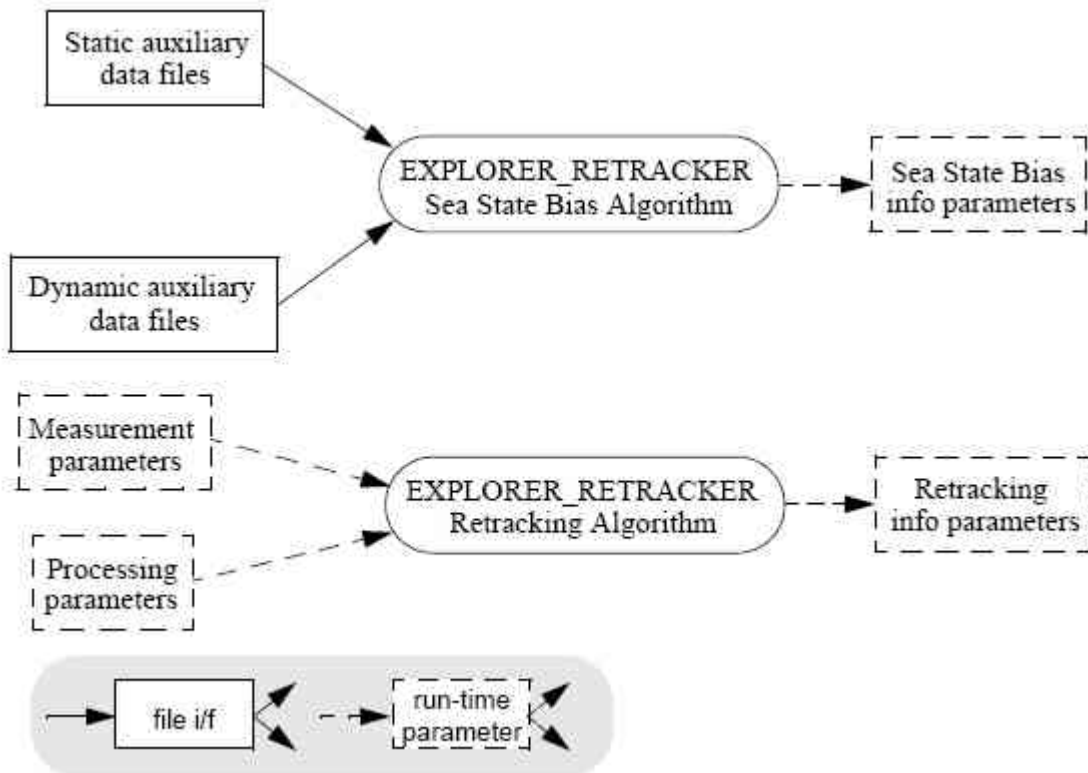 Static auxiliary
data files
EXPLORER_RETRACKER
Sea State Bias Algorithm
Sea State Bias
info parameters
Dynamic auxiliary
data files
Measurement
parameters
EXPLORER_RETRACKER
Retracking Algorithm
Retracking
info parameters
Processing
parameters
file i/f
run-time
parameter